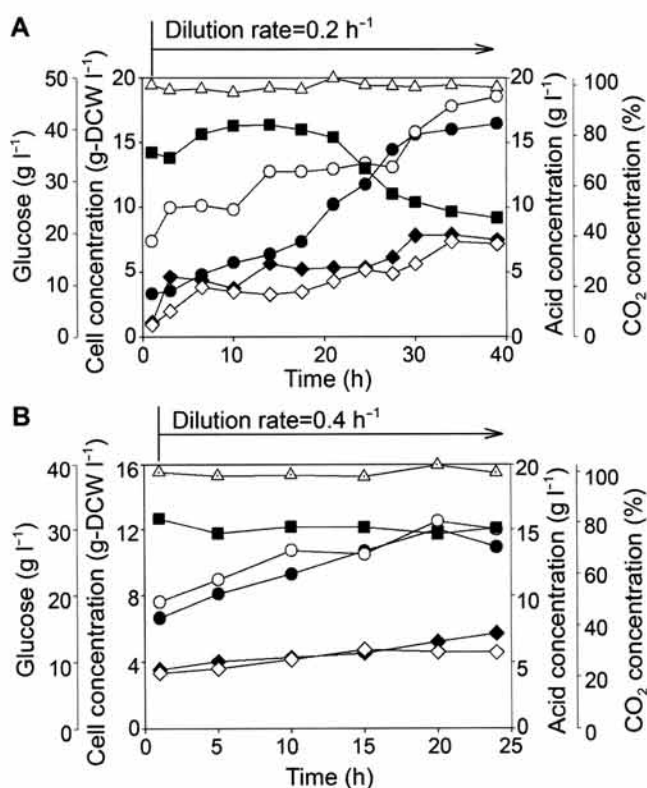 A
Dilution rate=0.2 h⁻¹
Glucose (g l⁻¹)
50
40
30
20
10
0
Cell concentration (g-DCW l⁻¹)
20
15
10
5
0
20
15
10
5
0
Acid concentration (g l⁻¹)
100
80
60
40
20
0
CO₂ concentration (%)
0 10 20 30 40
Time (h)
B
Dilution rate=0.4 h⁻¹
Glucose (g l⁻¹)
40
30
20
10
0
Cell concentration (g-DCW l⁻¹)
16
12
8
4
0
20
15
10
5
0
Acid concentration (g l⁻¹)
100
80
60
40
20
0
CO₂ concentration (%)
0 5 10 15 20 25
Time (h)